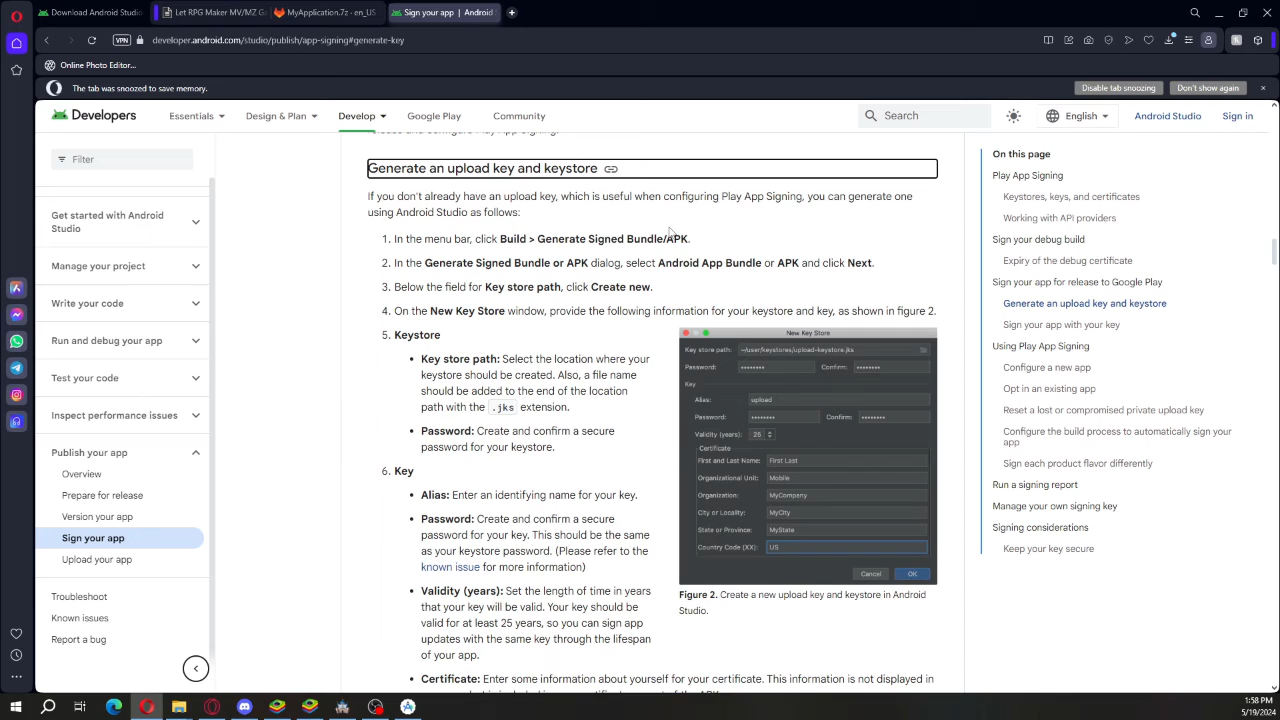 Download Android Studio
Let RPG Maker MV/MZ G
MyApplication.7z · en_US
Sign your app | Android
VPN
developer.android.com/studio/publish/app-signing#generate-key
Online Photo Editor...
The tab was snoozed to save memory.
Disable tab snoozing
Don't show again
Developers
Essentials
Design & Plan
Develop
Google Play
Community
Search
English
Android Studio
Sign in
Filter
Get started with Android
Studio
Manage your project
Write your code
Run and debug your app
Test your code
Inspect performance issues
Publish your app
Overview
Prepare for release
Version your app
Sign your app
Upload your app
Troubleshoot
Known issues
Report a bug
Generate an upload key and keystore
If you don't already have an upload key, which is useful when configuring Play App Signing, you can generate one
using Android Studio as follows:
1. In the menu bar, click Build > Generate Signed Bundle/APK.
2. In the Generate Signed Bundle or APK dialog, select Android App Bundle or APK and click Next.
3. Below the field for Key store path, click Create new.
4. On the New Key Store window, provide the following information for your keystore and key, as shown in figure 2.
5. Keystore
• Key store path: Select the location where your
keystore should be created. Also, a file name
should be added to the end of the location
path with the .jks extension.
• Password: Create and confirm a secure
password for your keystore.
6. Key
• Alias: Enter an identifying name for your key.
• Password: Create and confirm a secure
password for your key. This should be the same
as your keystore password. (Please refer to the
known issue for more information)
• Validity (years): Set the length of time in years
that your key will be valid. Your key should be
valid for at least 25 years, so you can sign app
updates with the same key through the lifespan
of your app.
• Certificate: Enter some information about yourself for your certificate. This information is not displayed in
New Key Store
Key store path: ~/user/keystores/upload-keystore.jks
Password: •••••••• Confirm: ••••••••
Key
Alias: upload
Password: •••••••• Confirm: ••••••••
Validity (years): 25
Certificate
First and Last Name: First Last
Organizational Unit: Mobile
Organization: MyCompany
City or Locality: MyCity
State or Province: MyState
Country Code (XX): US
Cancel
OK
Figure 2. Create a new upload key and keystore in Android
Studio.
On this page
Play App Signing
Keystores, keys, and certificates
Working with API providers
Sign your debug build
Expiry of the debug certificate
Sign your app for release to Google Play
Generate an upload key and keystore
Sign your app with your key
Using Play App Signing
Configure a new app
Opt in an existing app
Reset a lost or compromised private upload key
Configure the build process to automatically sign your
app
Sign each product flavor differently
Run a signing report
Manage your own signing key
Signing considerations
Keep your key secure
1:58 PM
5/19/2024